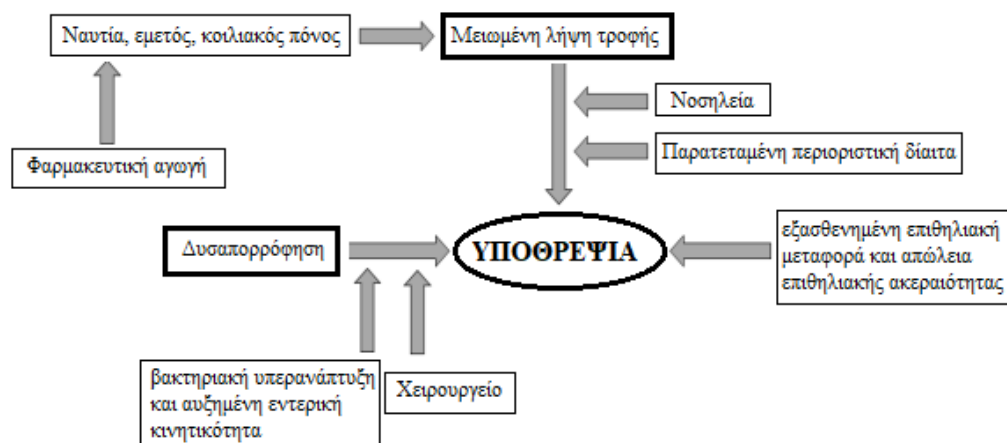 Ναυτία, εμετός, κοιλιακός πόνος
Μειωμένη λήψη τροφής
Νοσηλεία
Φαρμακευτική αγωγή
Παρατεταμένη περιοριστική δίαιτα
Δυσαπορρόφηση
ΥΠΟΘΡΕΨΙΑ
εξασθενημένη επιθηλιακή
μεταφορά και απώλεια
επιθηλιακής ακεραιότητας
βακτηριακή υπερανάπτυξη
και αυξημένη εντερική
κινητικότητα
Χειρουργείο